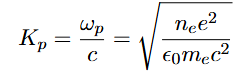 K_p = \frac{\omega_p}{c} = \sqrt{\frac{n_e e^2}{\epsilon_0 m_e c^2}}